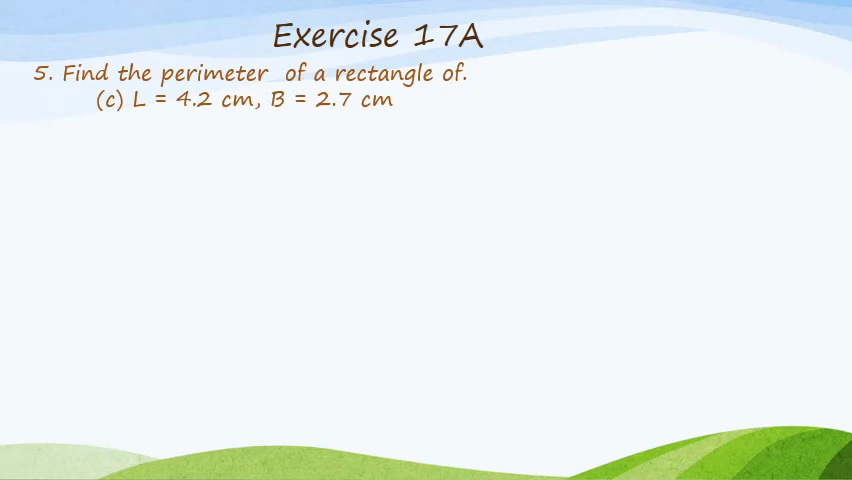 Exercise 17A
5. Find the perimeter of a rectangle of.
(c) L = 4.2 cm, B = 2.7 cm